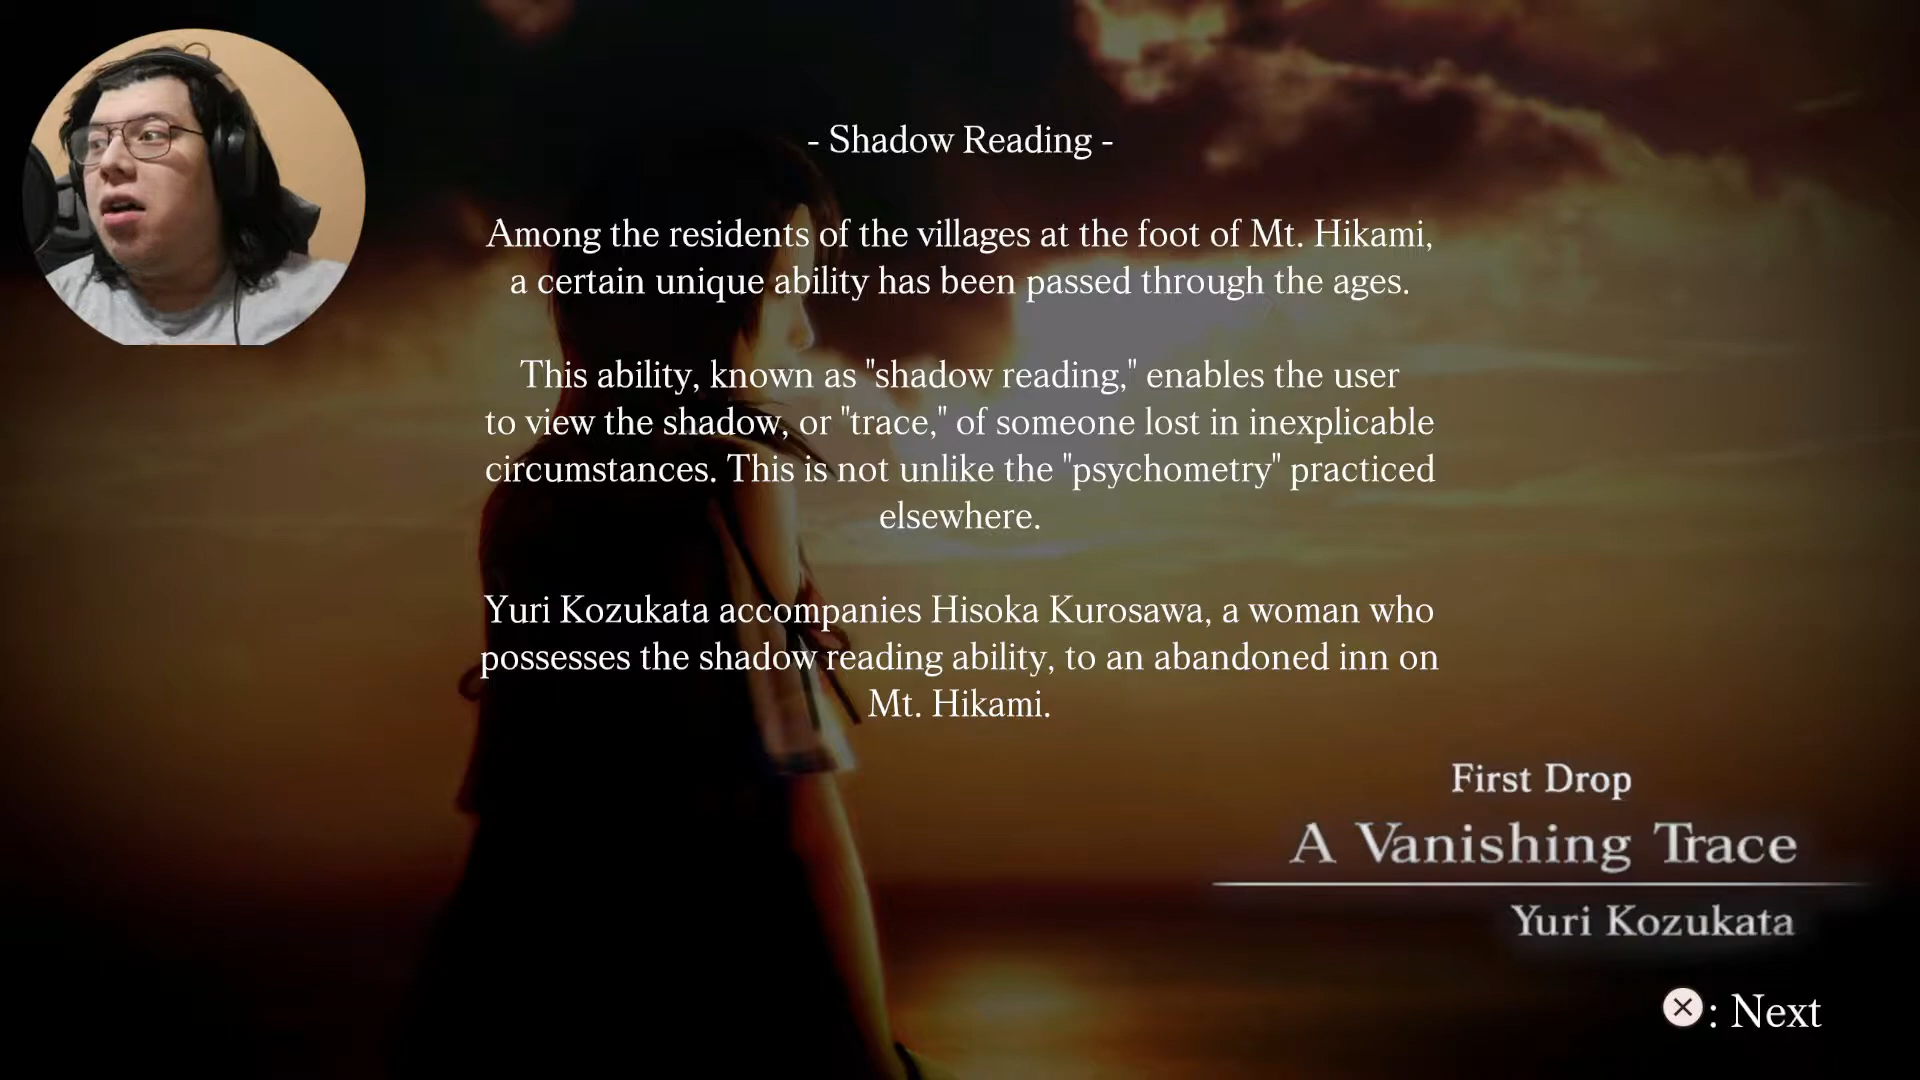 - Shadow Reading -
Among the residents of the villages at the foot of Mt. Hikami,
a certain unique ability has been passed through the ages.
This ability, known as "shadow reading," enables the user
to view the shadow, or "trace," of someone lost in inexplicable
circumstances. This is not unlike the "psychometry" practiced
elsewhere.
Yuri Kozukata accompanies Hisoka Kurosawa, a woman who
possesses the shadow reading ability, to an abandoned inn on
Mt. Hikami.
First Drop
A Vanishing Trace
Yuri Kozukata
: Next